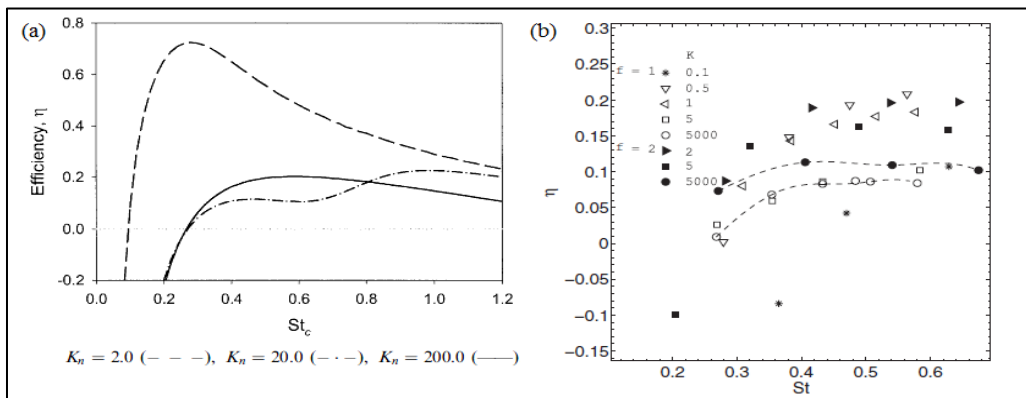 (a)
0.8
0.6
0.4
0.2
0.0
-0.2
Efficiency, η
0.0 0.2 0.4 0.6 0.8 1.0 1.2
St_c
K_n = 2.0 (– – –), K_n = 20.0 (– · –), K_n = 200.0 (——)
(b)
0.3
0.25
0.2
0.15
0.1
0.05
0
-0.05
-0.1
-0.15
η
K
f = 1 0.1
0.5
1
5
5000
f = 2 2
5
5000
0.2 0.3 0.4 0.5 0.6
St